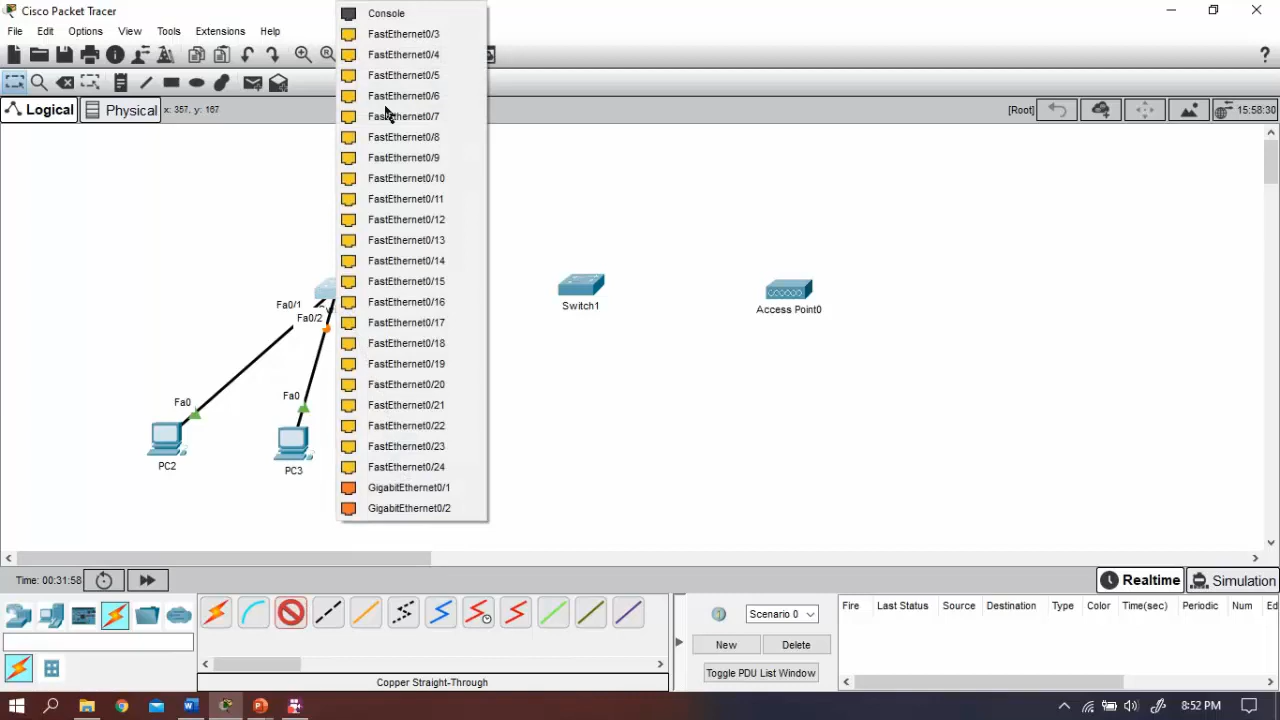 Cisco Packet Tracer
File Edit Options View Tools Extensions Help
Logical Physical x: 357, y: 167
[Root] 15:58:30
Console
FastEthernet0/3
FastEthernet0/4
FastEthernet0/5
FastEthernet0/6
FastEthernet0/7
FastEthernet0/8
FastEthernet0/9
FastEthernet0/10
FastEthernet0/11
FastEthernet0/12
FastEthernet0/13
FastEthernet0/14
FastEthernet0/15
FastEthernet0/16
FastEthernet0/17
FastEthernet0/18
FastEthernet0/19
FastEthernet0/20
FastEthernet0/21
FastEthernet0/22
FastEthernet0/23
FastEthernet0/24
GigabitEthernet0/1
GigabitEthernet0/2
Fa0/1
Fa0/2
Switch1
Access Point0
Fa0
Fa0
PC2
PC3
Time: 00:31:58
Realtime Simulation
Scenario 0
New Delete
Toggle PDU List Window
Fire Last Status Source Destination Type Color Time(sec) Periodic Num Ed
Copper Straight-Through
8:52 PM